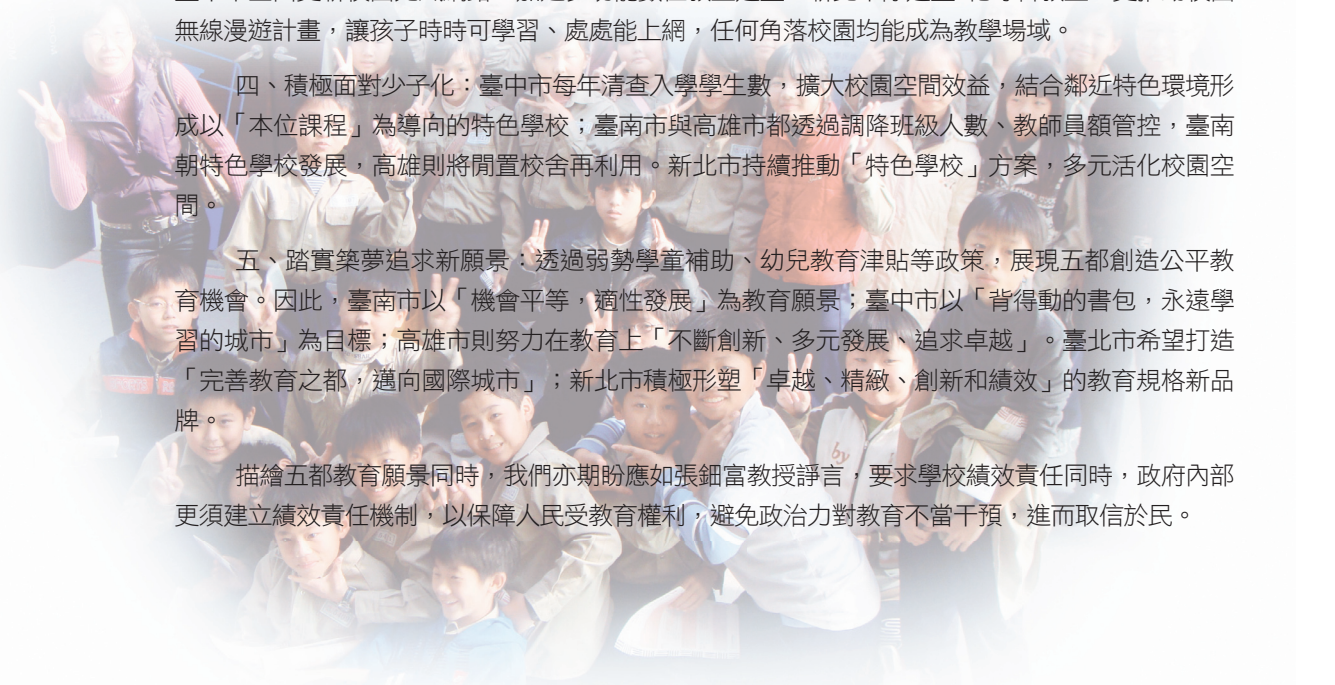 無線漫遊計畫，讓孩子時時可學習、處處能上網，任何角落校園均能成為教學場域。
四、積極面對少子化：臺中市每年清查入學學生數，擴大校園空間效益，結合鄰近特色環境形
成以「本位課程」為導向的特色學校；臺南市與高雄市都透過調降班級人數、教師員額管控，臺南
朝特色學校發展，高雄則將閒置校舍再利用。新北市持續推動「特色學校」方案，多元活化校園空
間。
五、踏實築夢追求新願景：透過弱勢學童補助、幼兒教育津貼等政策，展現五都創造公平教
育機會。因此，臺南市以「機會平等，適性發展」為教育願景；臺中市以「背得動的書包，永遠學
習的城市」為目標；高雄市則努力在教育上「不斷創新、多元發展、追求卓越」。臺北市希望打造
「完善教育之都，邁向國際城市」；新北市積極形塑「卓越、精緻、創新和績效」的教育規格新品
牌。
描繪五都教育願景同時，我們亦期盼應如張鈿富教授諍言，要求學校績效責任同時，政府內部
更須建立績效責任機制，以保障人民受教育權利，避免政治力對教育不當干預，進而取信於民。
by